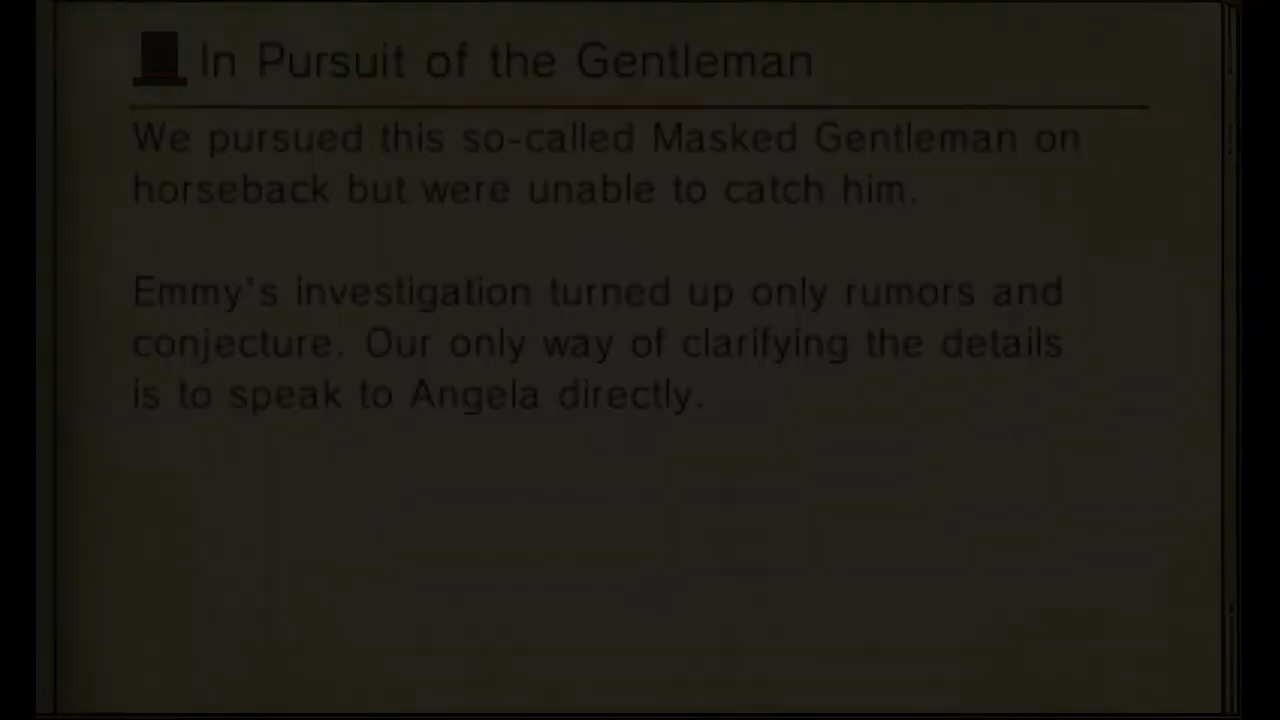 In Pursuit of the Gentleman
We pursued this so-called Masked Gentleman on
horseback but were unable to catch him.
Emmy's investigation turned up only rumors and
conjecture. Our only way of clarifying the details
is to speak to Angela directly.